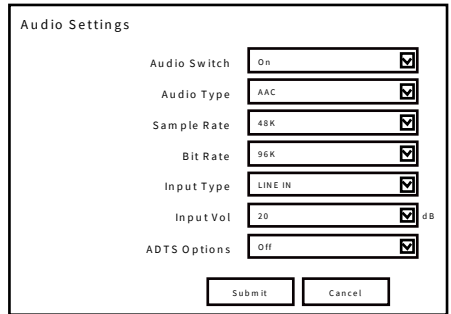 Audio Settings
Audio Switch On
Audio Type AAC
Sample Rate 48K
Bit Rate 96K
Input Type LINE IN
Input Vol 20 dB
ADTS Options Off
Submit Cancel